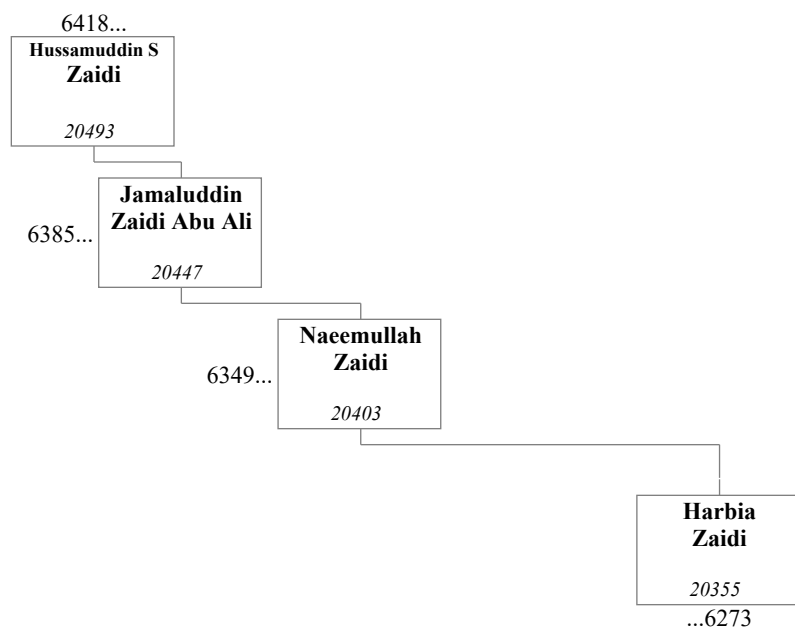 6418...
Hussamuddin S
Zaidi
20493
Jamaluddin
Zaidi Abu Ali
6385...
20447
Naeemullah
Zaidi
6349...
20403
Harbia
Zaidi
20355
...6273